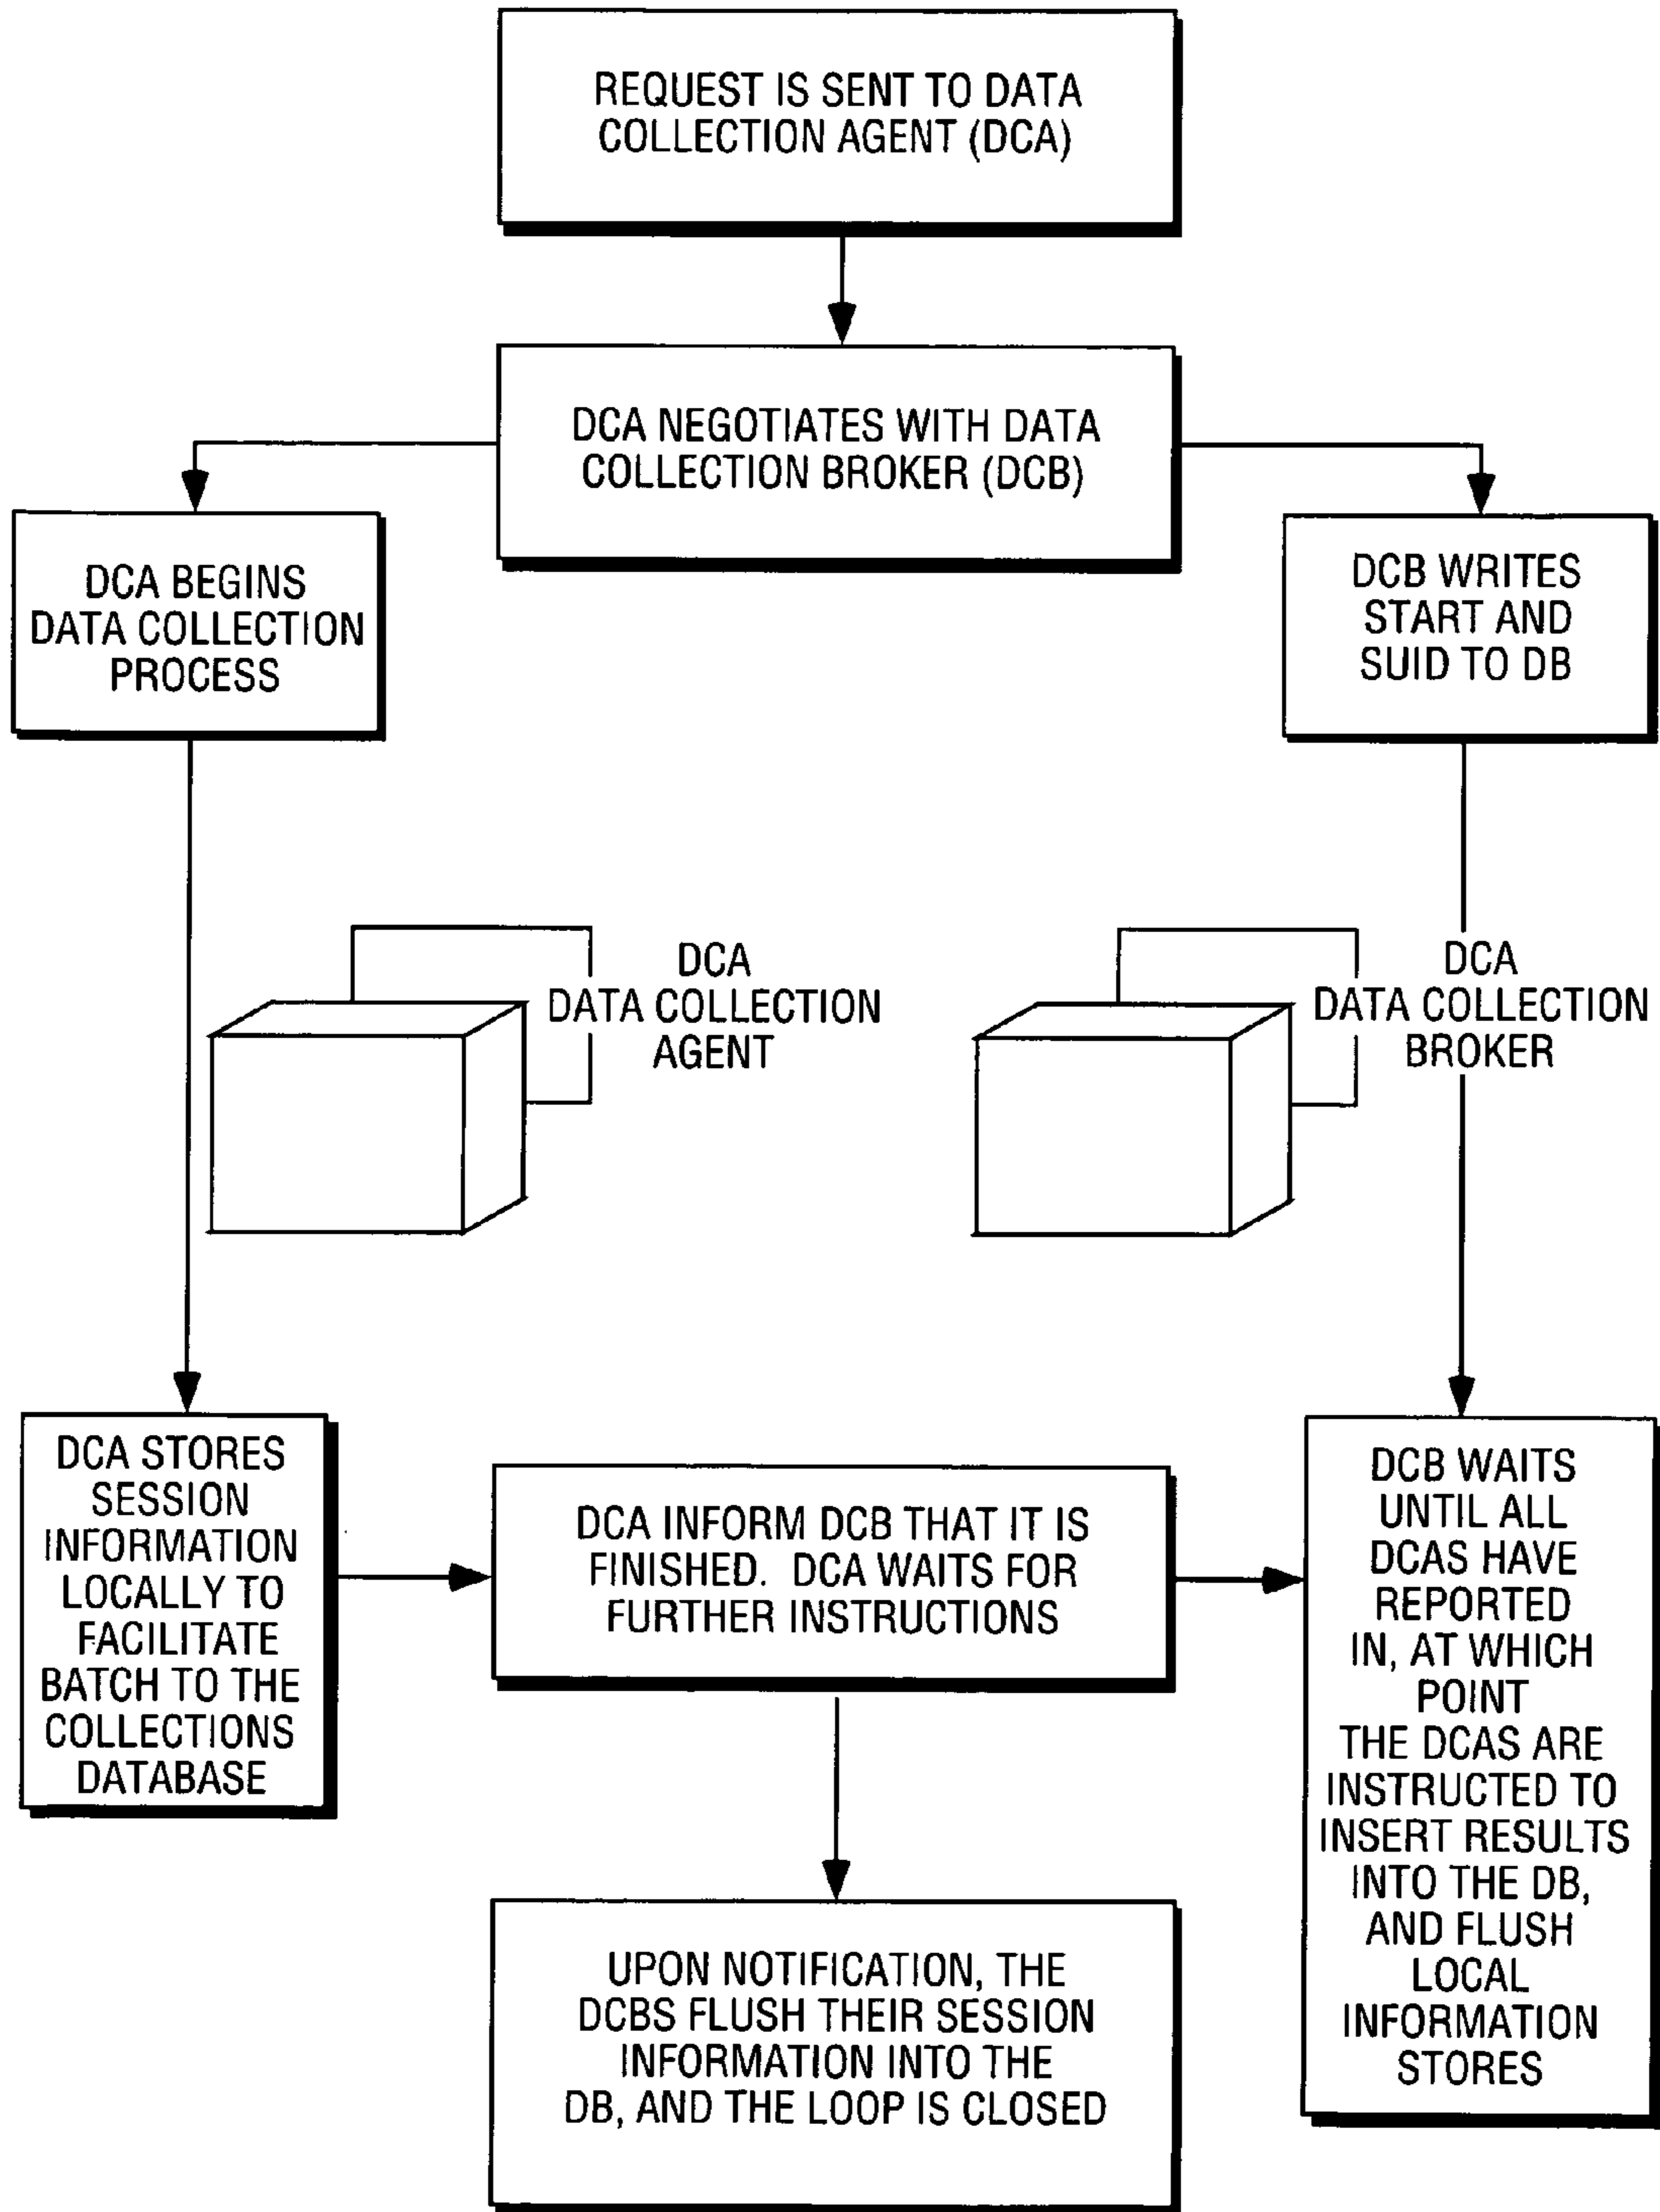 REQUEST IS SENT TO DATA
COLLECTION AGENT (DCA)
DCA NEGOTIATES WITH DATA
COLLECTION BROKER (DCB)
DCA BEGINS
DATA COLLECTION
PROCESS
DCB WRITES
START AND
SUID TO DB
DCA
DATA COLLECTION
AGENT
DCA
DATA COLLECTION
BROKER
DCA STORES
SESSION
INFORMATION
LOCALLY TO
FACILITATE
BATCH TO THE
COLLECTIONS
DATABASE
DCA INFORM DCB THAT IT IS
FINISHED. DCA WAITS FOR
FURTHER INSTRUCTIONS
DCB WAITS
UNTIL ALL
DCAS HAVE
REPORTED
IN, AT WHICH
POINT
THE DCAS ARE
INSTRUCTED TO
INSERT RESULTS
INTO THE DB,
AND FLUSH
LOCAL
INFORMATION
STORES
UPON NOTIFICATION, THE
DCBS FLUSH THEIR SESSION
INFORMATION INTO THE
DB, AND THE LOOP IS CLOSED